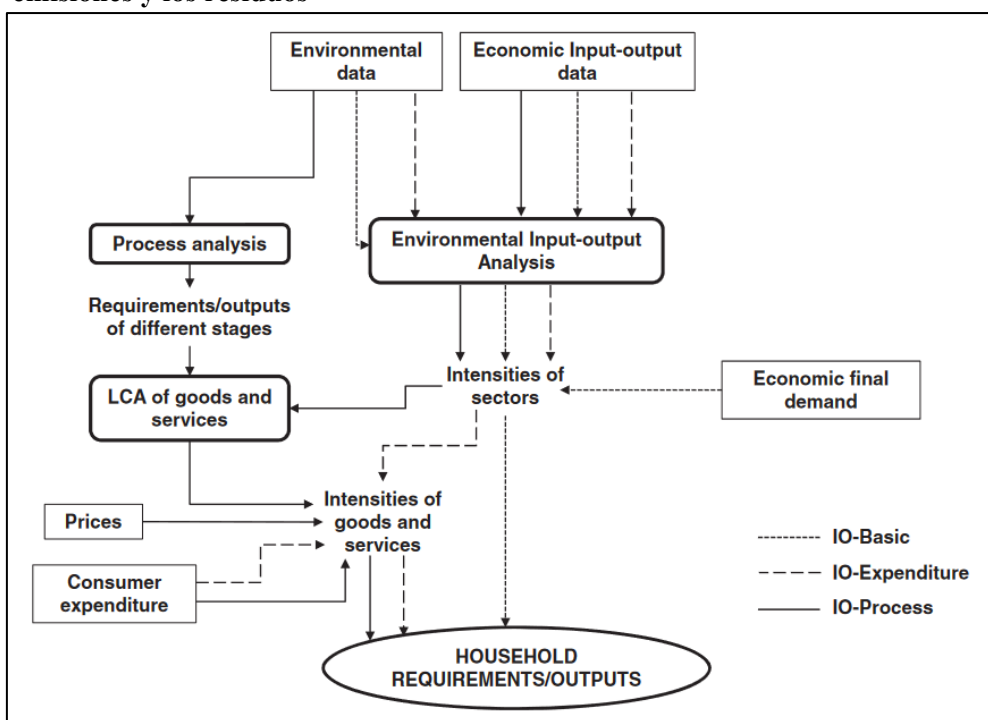 emisiones y los residuos
Environmental
data
Economic Input-output
data
Process analysis
Environmental Input-output
Analysis
Requirements/outputs
of different stages
LCA of goods and
services
Intensities of
sectors
Economic final
demand
Prices
Intensities of
goods and
services
Consumer
expenditure
IO-Basic
IO-Expenditure
IO-Process
HOUSEHOLD
REQUIREMENTS/OUTPUTS